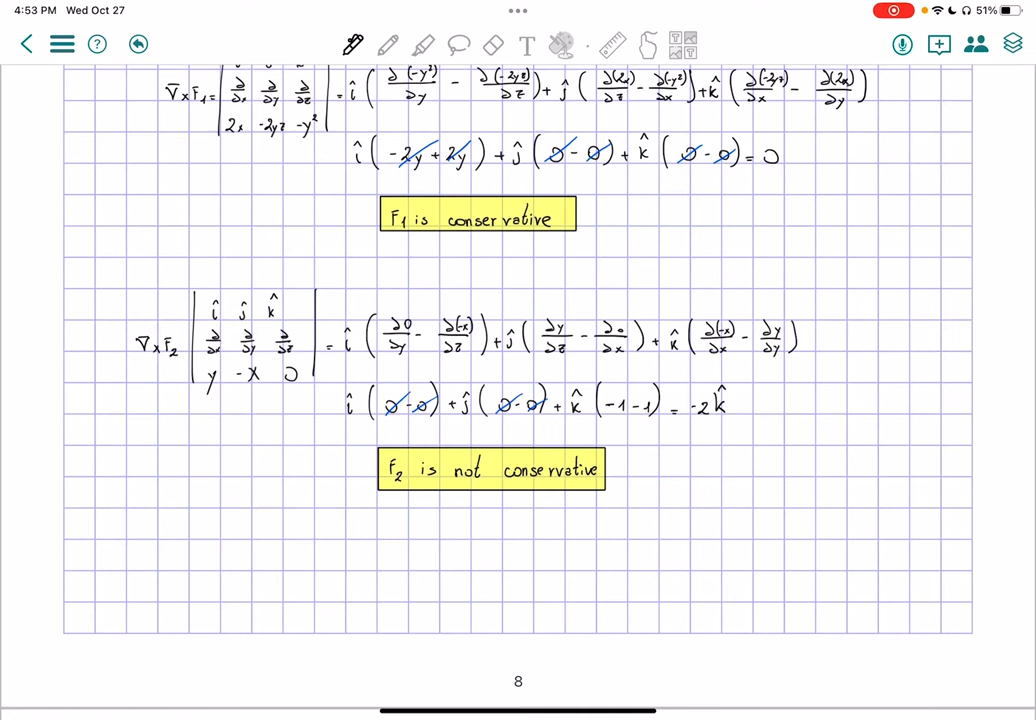 4:53 PM Wed Oct 27
51%
î ĵ k̂
∇×F₁ = | ∂/∂x ∂/∂y ∂/∂z | = î ( ∂(-y²)/∂y - ∂(-2yz)/∂z ) + ĵ ( ∂(2x)/∂z - ∂(-y²)/∂x ) + k̂ ( ∂(-2yz)/∂x - ∂(2x)/∂y )
2x -2yz -y²
î ( -2y + 2y ) + ĵ ( 0 - 0 ) + k̂ ( 0 - 0 ) = 0
F₁ is conservative
î ĵ k̂
∇×F₂ | ∂/∂x ∂/∂y ∂/∂z | = î ( ∂0/∂y - ∂(-x)/∂z ) + ĵ ( ∂y/∂z - ∂0/∂x ) + k̂ ( ∂(-x)/∂x - ∂y/∂y )
y -x 0
î ( 0 - 0 ) + ĵ ( 0 - 0 ) + k̂ ( -1 - 1 ) = -2k̂
F₂ is not conservative
8